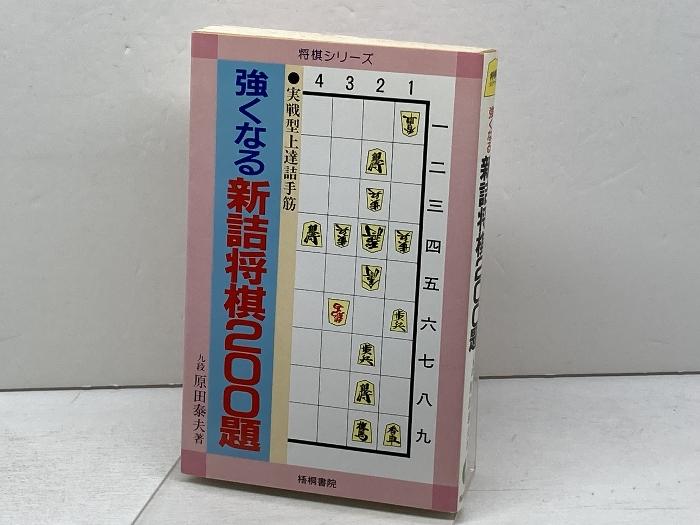 将棋シリーズ
強くなる
新詰将棋200題
●実戦型上達詰手筋
4 3 2 1
一
二
三
四
五
六
七
八
九
九段 原田泰夫著
梧桐書院
強くなる
新詰将棋200題